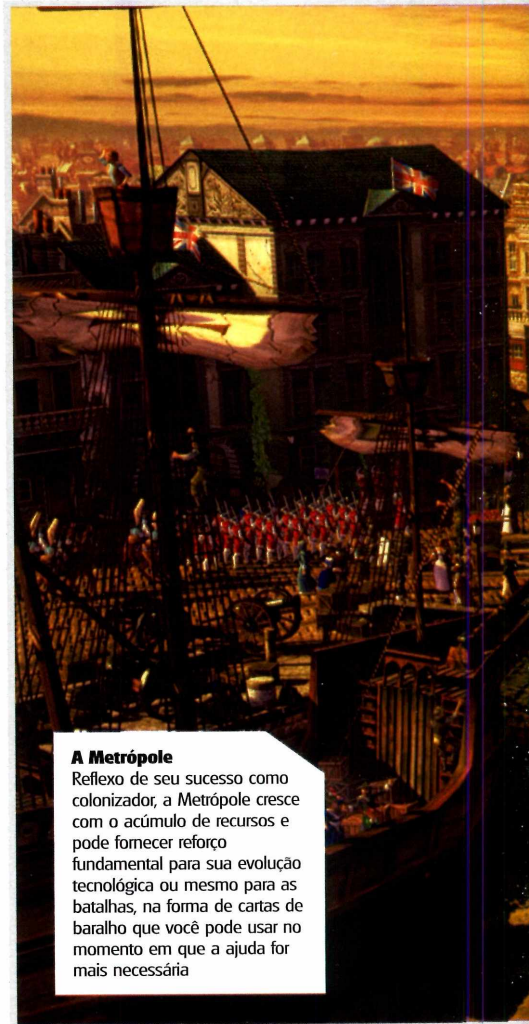 A Metrópole
Reflexo de seu sucesso como
colonizador, a Metrópole cresce
com o acúmulo de recursos e
pode fornecer reforço
fundamental para sua evolução
tecnológica ou mesmo para as
batalhas, na forma de cartas de
baralho que você pode usar no
momento em que a ajuda for
mais necessária